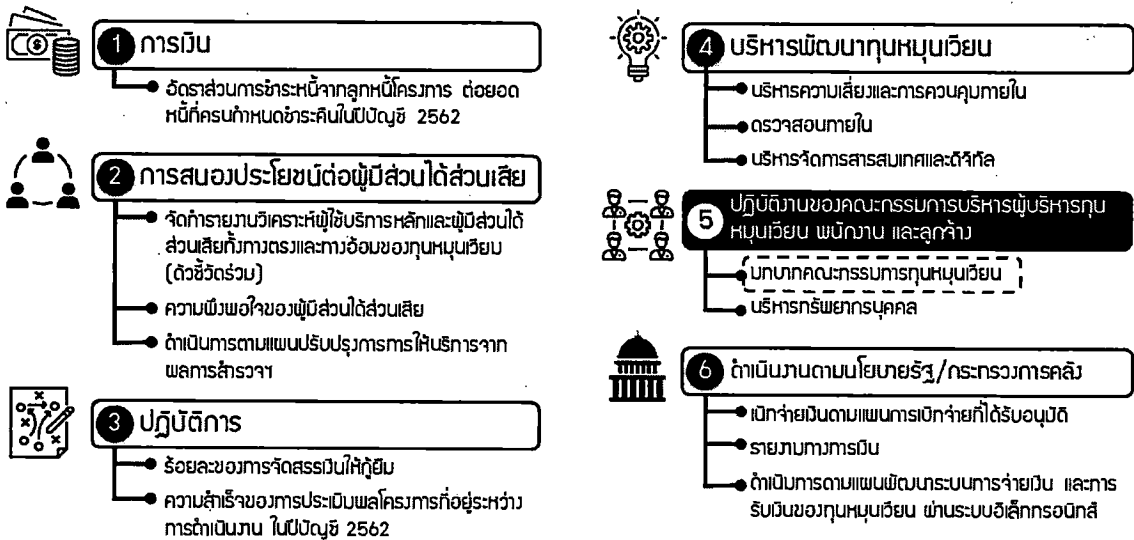 1 การเงิน
อัตราส่วนการชำระหนี้จากลูกหนี้โครงการ ต่อยอด
หนี้ที่ครบกำหนดชำระคืนในปีบัญชี 2562
2 การสนองประโยชน์ต่อผู้มีส่วนได้ส่วนเสีย
จัดทำรายงานวิเคราะห์ผู้ใช้บริการหลักและผู้มีส่วนได้
ส่วนเสียทั้งทางตรงและทางอ้อมของทุนหมุนเวียน
(ตัวชี้วัดร่วม)
ความพึงพอใจของผู้มีส่วนได้ส่วนเสีย
ดำเนินการตามแผนปรับปรุงการการให้บริการจาก
ผลการสำรวจฯ
3 ปฏิบัติการ
ร้อยละของการจัดสรรเงินให้กู้ยืม
ความสำเร็จของการประเมินผลโครงการที่อยู่ระหว่าง
การดำเนินงาน ในปีบัญชี 2562
4 บริหารพัฒนาทุนหมุนเวียน
บริหารความเสี่ยงและการควบคุมภายใน
ตรวจสอบภายใน
บริหารจัดการสารสนเทศและดิจิทัล
5 ปฏิบัติงานของคณะกรรมการบริหารผู้บริหารทุน
หมุนเวียน พนักงาน และลูกจ้าง
บทบาทคณะกรรมการทุนหมุนเวียน
บริหารทรัพยากรบุคคล
6 ดำเนินงานตามนโยบายรัฐ/กระทรวงการคลัง
เบิกจ่ายเงินตามแผนการเบิกจ่ายที่ได้รับอนุมัติ
รายงานทางการเงิน
ดำเนินการตามแผนพัฒนาระบบการจ่ายเงิน และการ
รับเงินของทุนหมุนเวียน ผ่านระบบอิเล็กทรอนิกส์